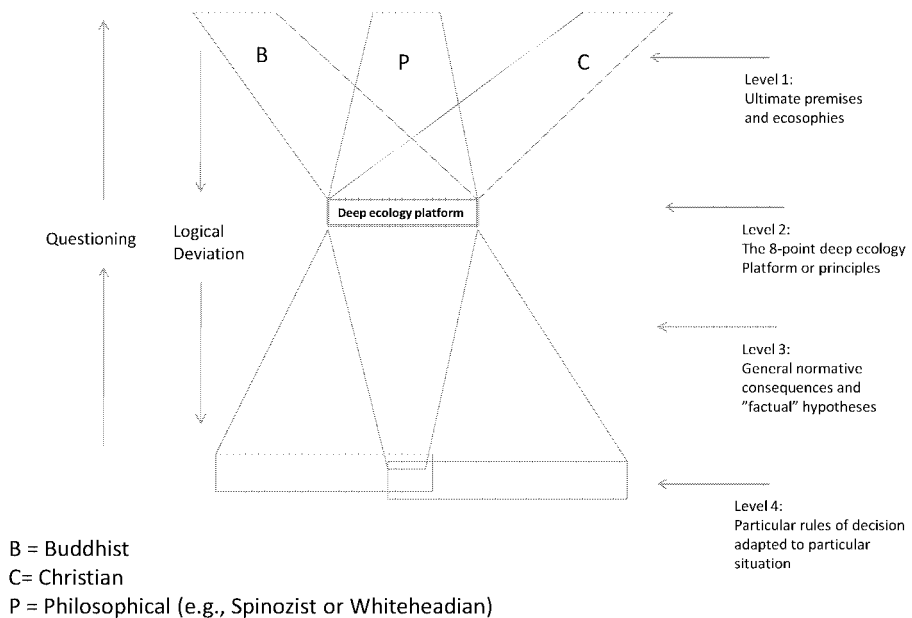 B
P
C
Level 1:
Ultimate premises
and ecosophies
Deep ecology platform
Questioning
Logical
Deviation
Level 2:
The 8-point deep ecology
Platform or principles
Level 3:
General normative
consequences and
”factual” hypotheses
Level 4:
Particular rules of decision
adapted to particular
situation
B = Buddhist
C= Christian
P = Philosophical (e.g., Spinozist or Whiteheadian)